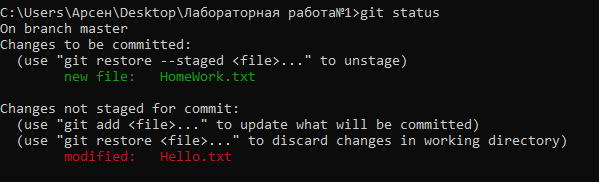 C:\Users\Арсен\Desktop\Лабораторная работа№1>git status
On branch master
Changes to be committed:
  (use "git restore --staged <file>..." to unstage)
        new file:   HomeWork.txt

Changes not staged for commit:
  (use "git add <file>..." to update what will be committed)
  (use "git restore <file>..." to discard changes in working directory)
        modified:   Hello.txt